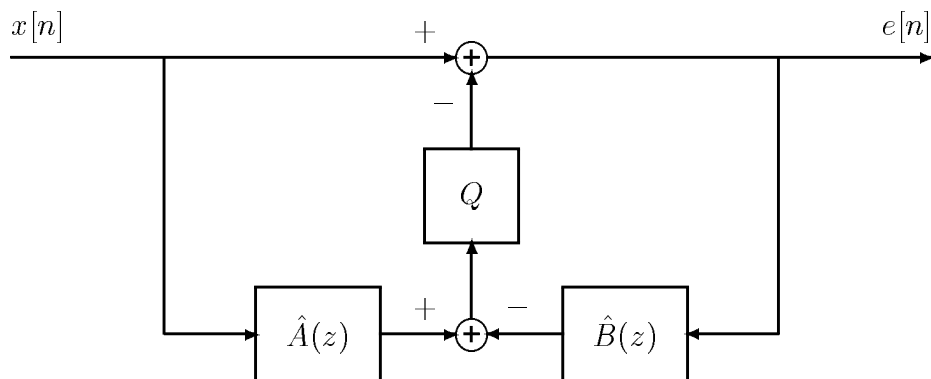 x[n] + e[n]
−
Q
+ −
Â(z) B̂(z)